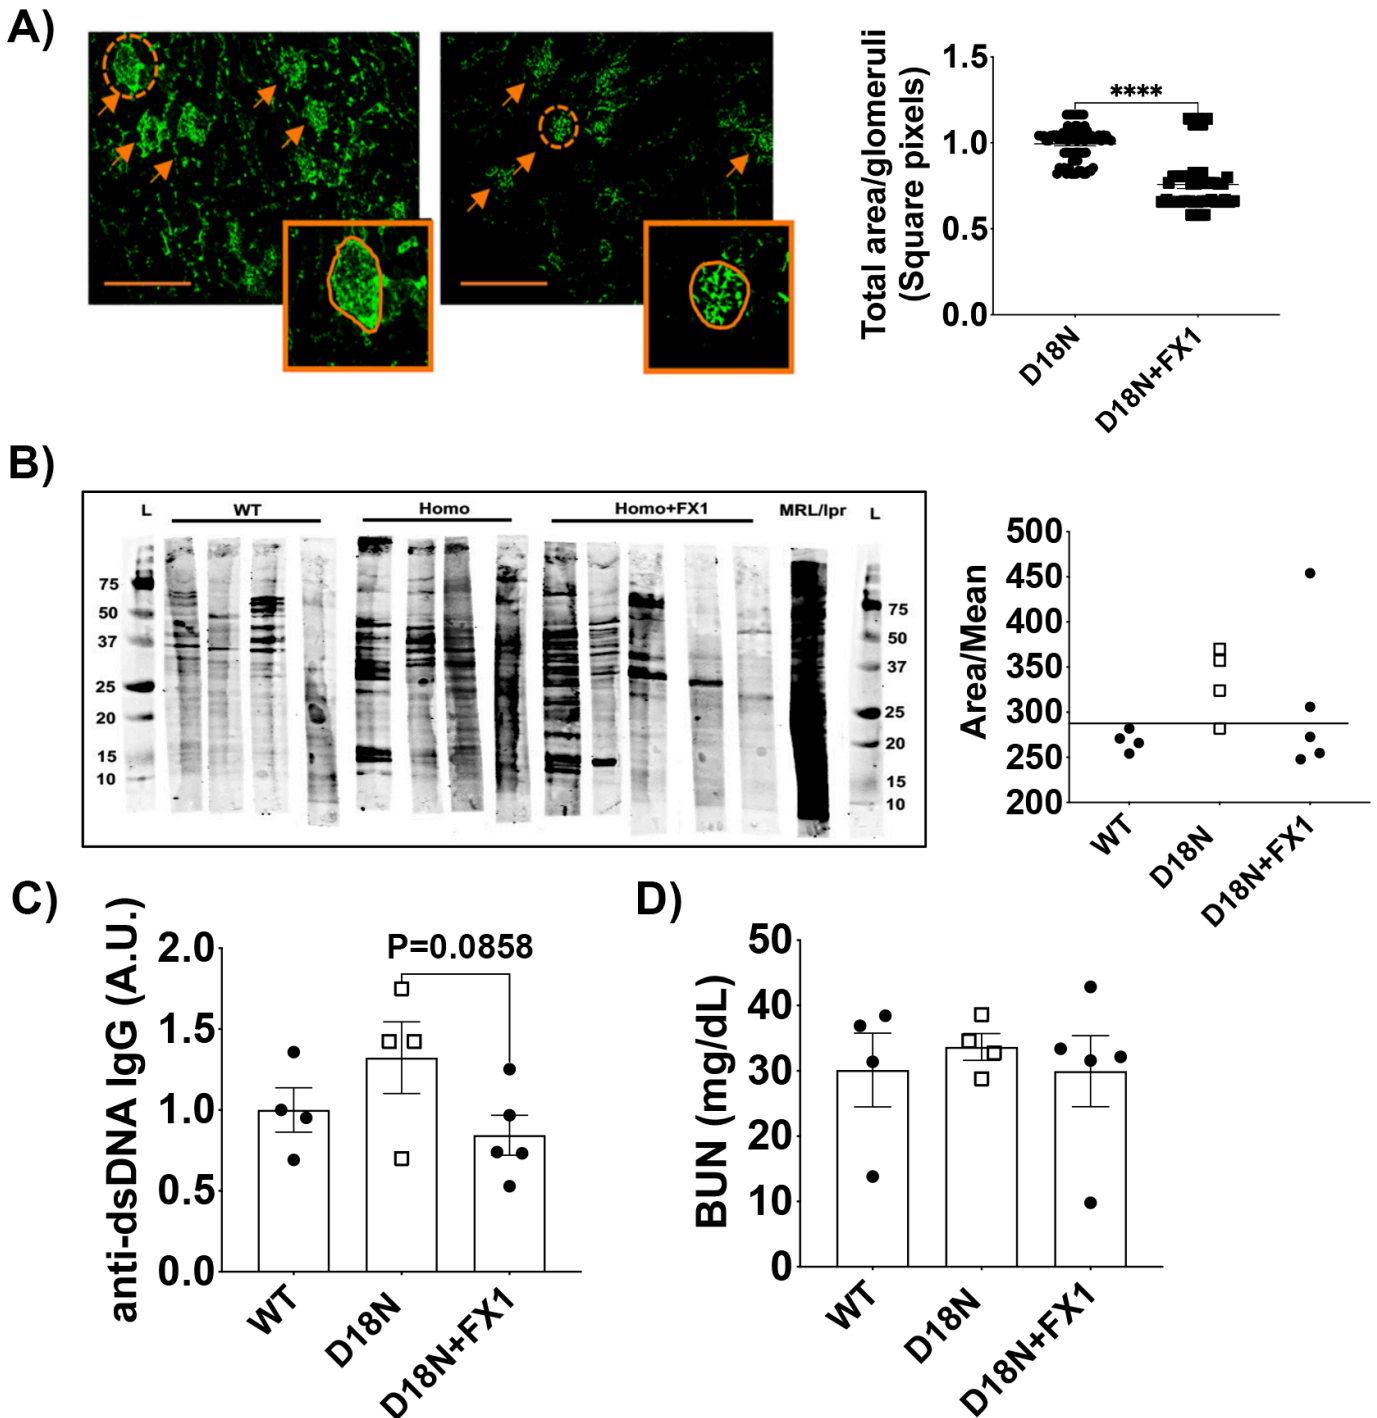 A)
Total area/glomeruli
(Square pixels)
1.5
1.0
0.5
0.0
****
D18N
D18N+FX1
B)
L WT Homo Homo+FX1 MRL/lpr L
75
50
37
25
20
15
10
75
50
37
25
20
15
10
Area/Mean
500
450
400
350
300
250
200
WT
D18N
D18N+FX1
C)
anti-dsDNA IgG (A.U.)
2.0
1.5
1.0
0.5
0.0
P=0.0858
WT
D18N
D18N+FX1
D)
BUN (mg/dL)
50
40
30
20
10
0
WT
D18N
D18N+FX1